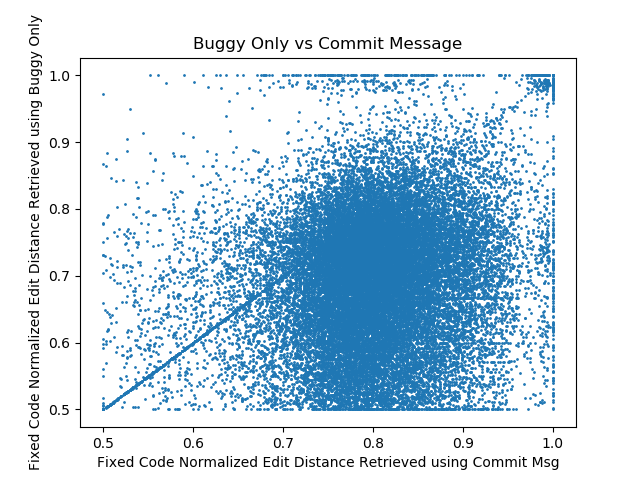 Buggy Only vs Commit Message
Fixed Code Normalized Edit Distance Retrieved using Buggy Only
1.0
0.9
0.8
0.7
0.6
0.5
0.5 0.6 0.7 0.8 0.9 1.0
Fixed Code Normalized Edit Distance Retrieved using Commit Msg